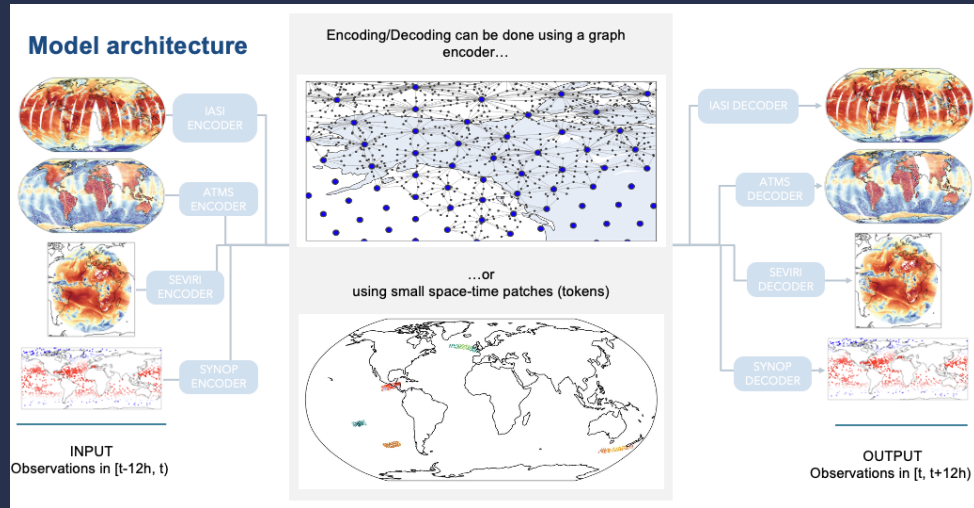 Model architecture
Encoding/Decoding can be done using a graph
encoder…
IASI
ENCODER
ATMS
ENCODER
SEVIRI
ENCODER
SYNOP
ENCODER
INPUT
Observations in [t-12h, t)
…or
using small space-time patches (tokens)
IASI DECODER
ATMS
DECODER
SEVIRI
DECODER
SYNOP
DECODER
OUTPUT
Observations in [t, t+12h)